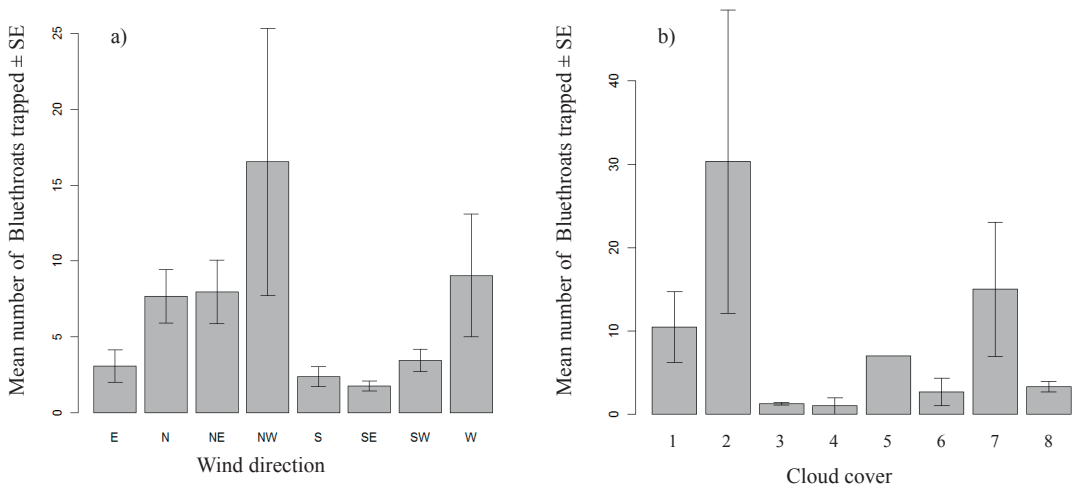 a)
Mean number of Bluethroats trapped ± SE
25
20
15
10
5
0
E N NE NW S SE SW W
Wind direction
b)
Mean number of Bluethroats trapped ± SE
40
30
20
10
0
1 2 3 4 5 6 7 8
Cloud cover